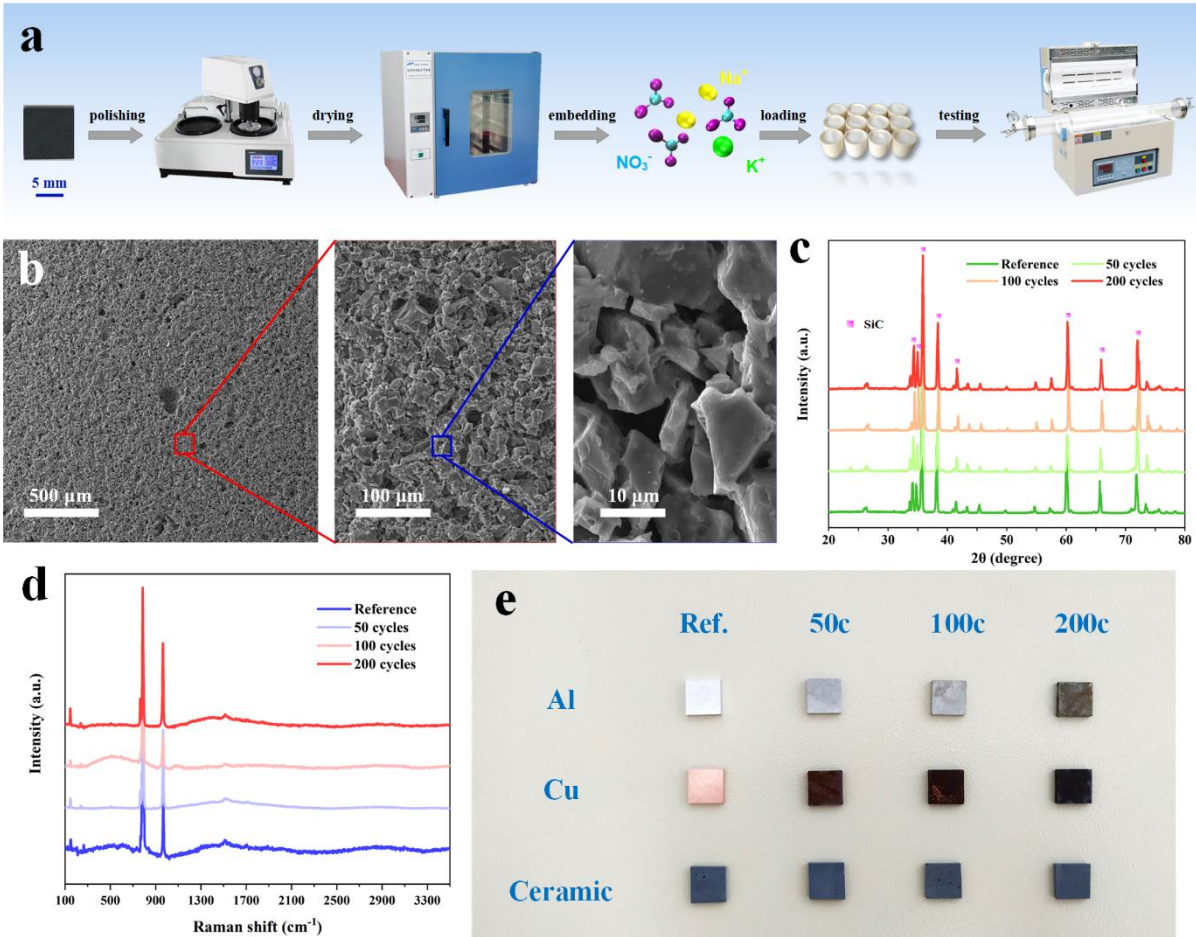 a
polishing
drying
embedding
loading
testing
5 mm
Na⁺
NO₃⁻
K⁺
b
500 μm
100 μm
10 μm
c
Reference
50 cycles
100 cycles
200 cycles
SiC
Intensity (a.u.)
20 30 40 50 60 70 80
2θ (degree)
d
Reference
50 cycles
100 cycles
200 cycles
Intensity (a.u.)
100 500 900 1300 1700 2100 2500 2900 3300
Raman shift (cm⁻¹)
e
Ref. 50c 100c 200c
Al
Cu
Ceramic